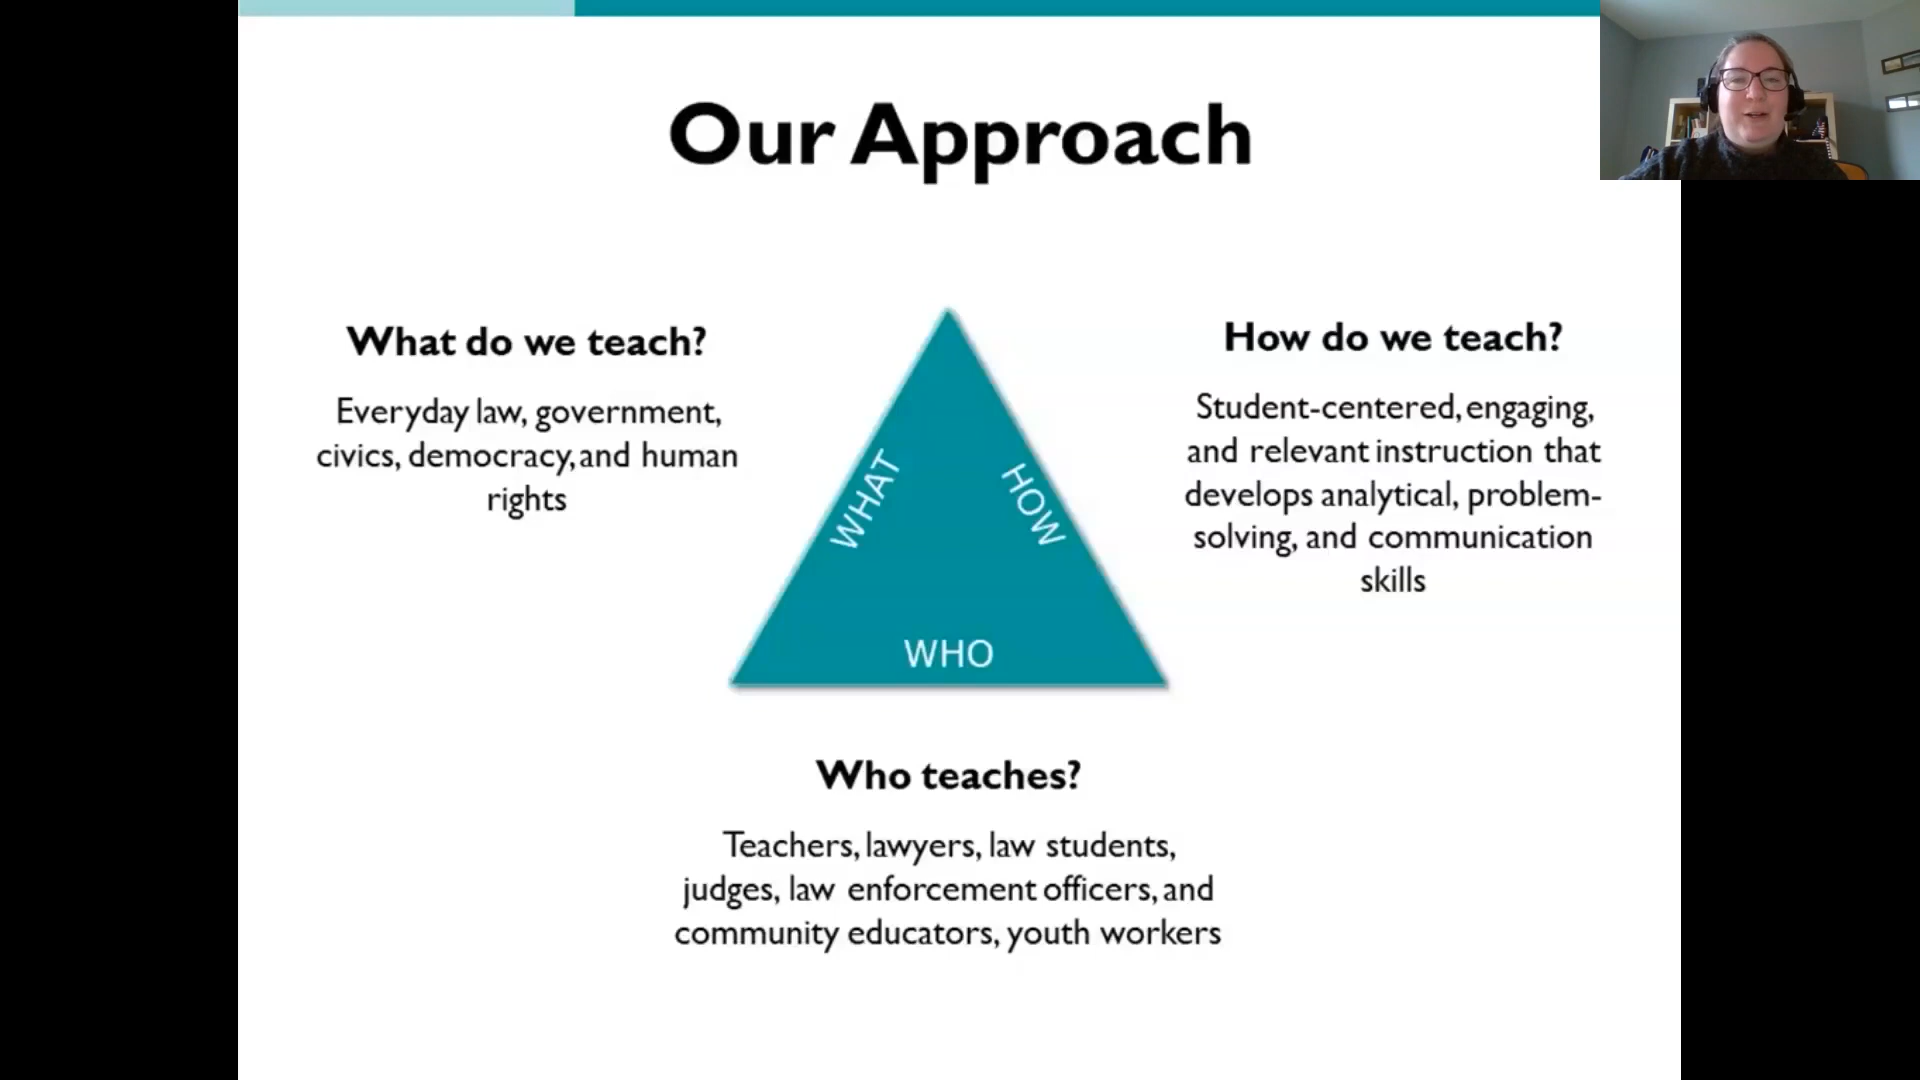 Our Approach
What do we teach?
Everyday law, government,
civics, democracy, and human
rights
How do we teach?
Student-centered, engaging,
and relevant instruction that
develops analytical, problem-
solving, and communication
skills
WHAT
HOW
WHO
Who teaches?
Teachers, lawyers, law students,
judges, law enforcement officers, and
community educators, youth workers